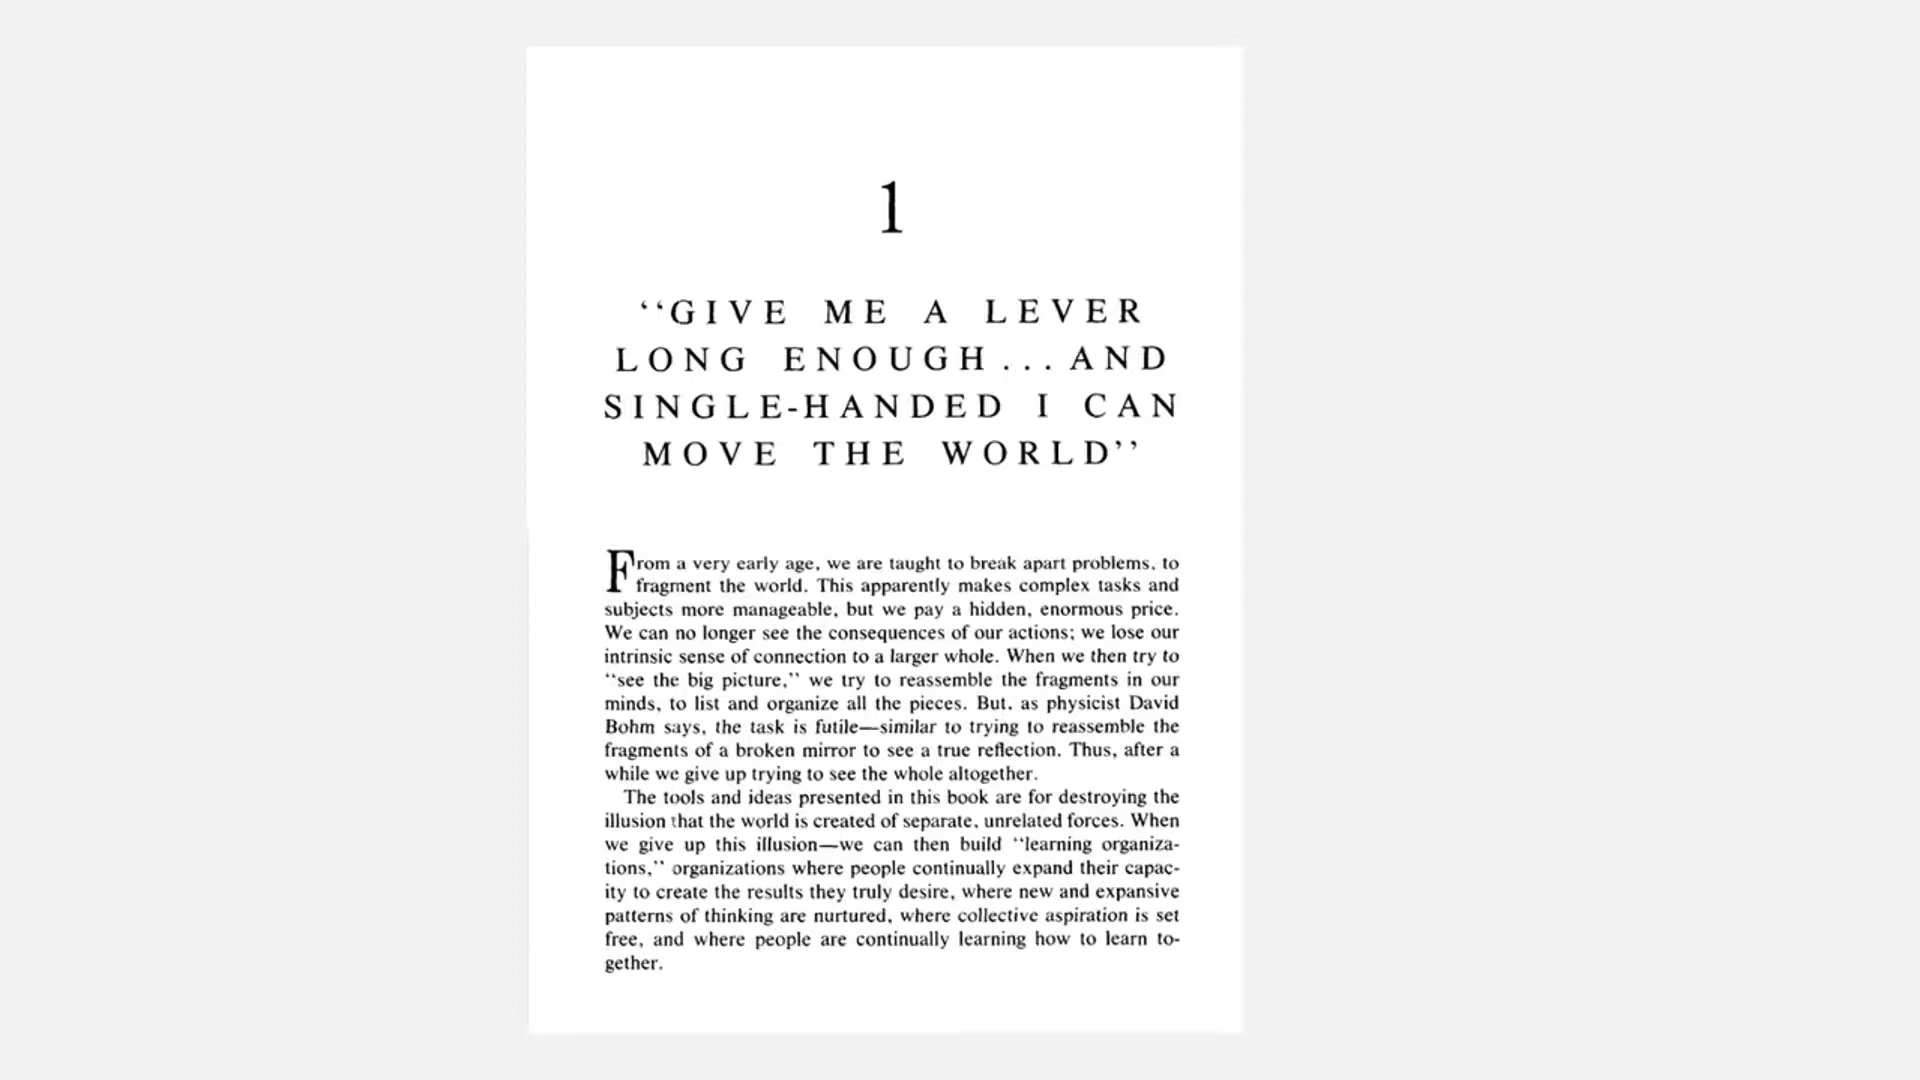 1
“GIVE ME A LEVER
LONG ENOUGH...AND
SINGLE-HANDED I CAN
MOVE THE WORLD”
From a very early age, we are taught to break apart problems, to
fragment the world. This apparently makes complex tasks and
subjects more manageable, but we pay a hidden, enormous price.
We can no longer see the consequences of our actions; we lose our
intrinsic sense of connection to a larger whole. When we then try to
“see the big picture,” we try to reassemble the fragments in our
minds, to list and organize all the pieces. But, as physicist David
Bohm says, the task is futile—similar to trying to reassemble the
fragments of a broken mirror to see a true reflection. Thus, after a
while we give up trying to see the whole altogether.
The tools and ideas presented in this book are for destroying the
illusion that the world is created of separate, unrelated forces. When
we give up this illusion—we can then build “learning organiza-
tions,” organizations where people continually expand their capac-
ity to create the results they truly desire, where new and expansive
patterns of thinking are nurtured, where collective aspiration is set
free, and where people are continually learning how to learn to-
gether.